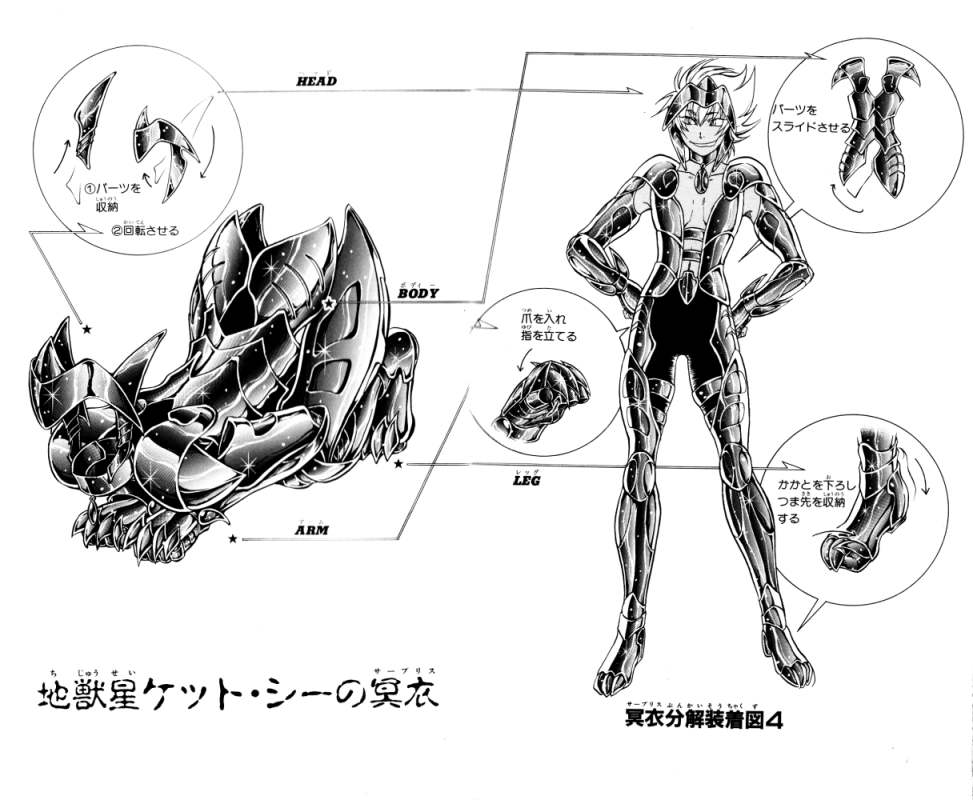 HEAD
①パーツを
収納
②回転させる
パーツを
スライドさせる
BODY
爪を入れ
指を立てる
LEG
かかとを下ろし
つま先を収納
する
ARM
地獣星ケット・シーの冥衣
冥衣分解装着図4